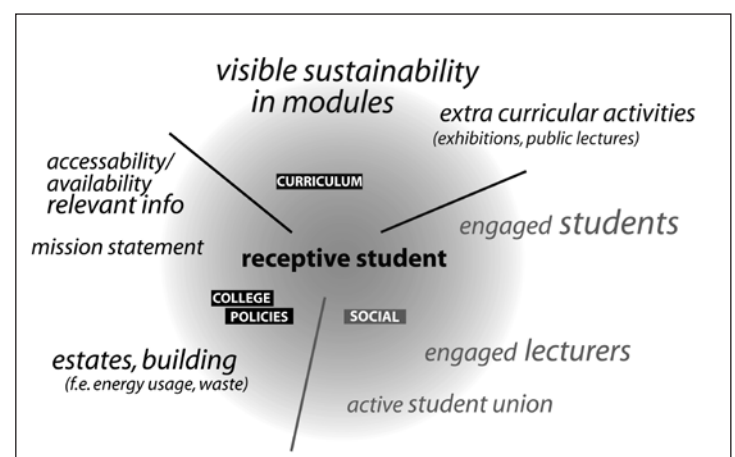 visible sustainability
in modules
extra curricular activities
(exhibitions, public lectures)
accessability/
availability
relevant info
CURRICULUM
engaged students
mission statement
receptive student
COLLEGE
POLICIES
SOCIAL
estates, building
(f.e. energy usage, waste)
engaged lecturers
active student union